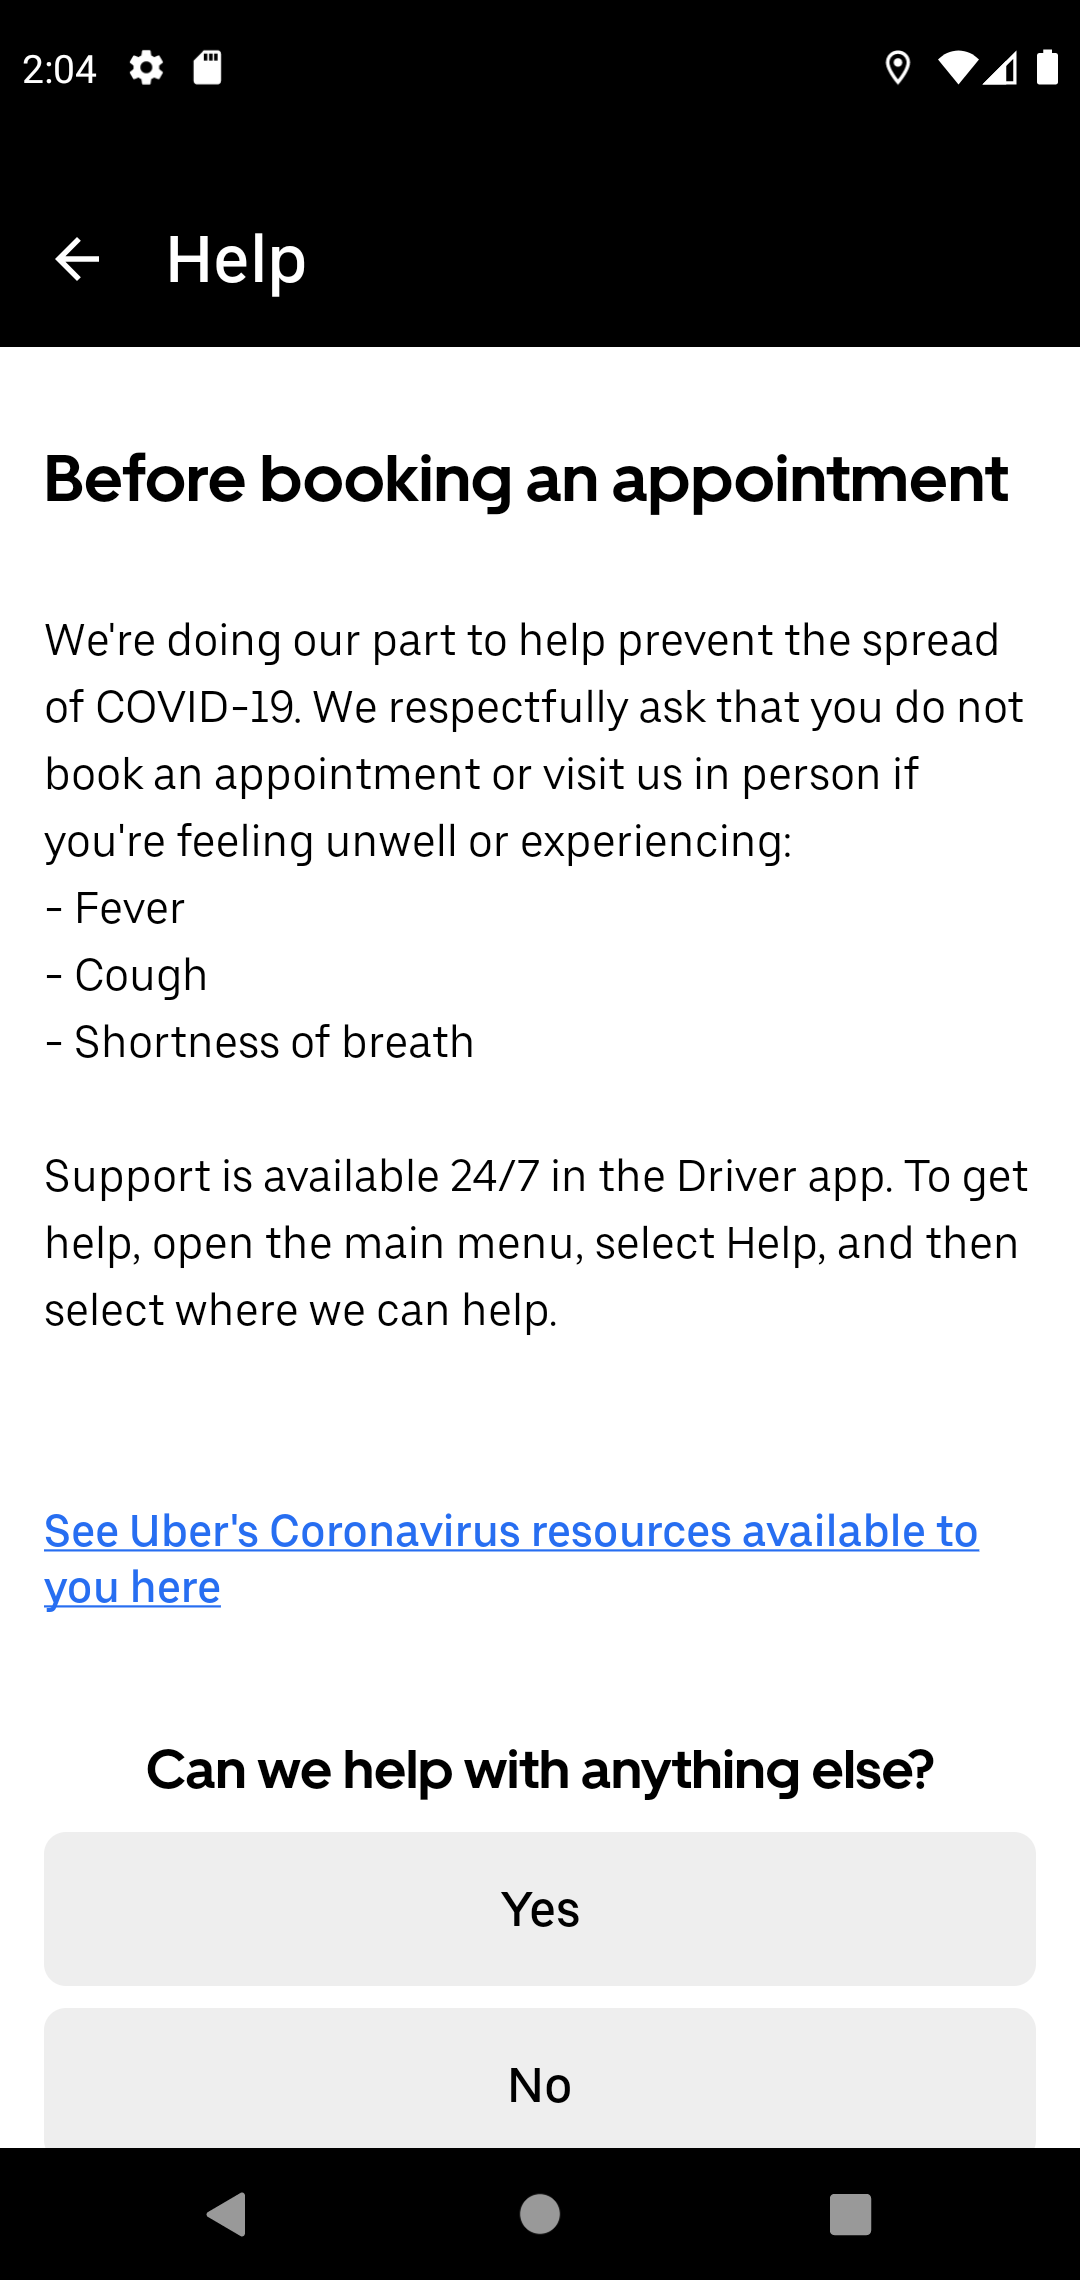 2:04
Help
Before booking an appointment
We're doing our part to help prevent the spread
of COVID-19. We respectfully ask that you do not
book an appointment or visit us in person if
you're feeling unwell or experiencing:
- Fever
- Cough
- Shortness of breath
Support is available 24/7 in the Driver app. To get
help, open the main menu, select Help, and then
select where we can help.
See Uber's Coronavirus resources available to
you here
Can we help with anything else?
Yes
No